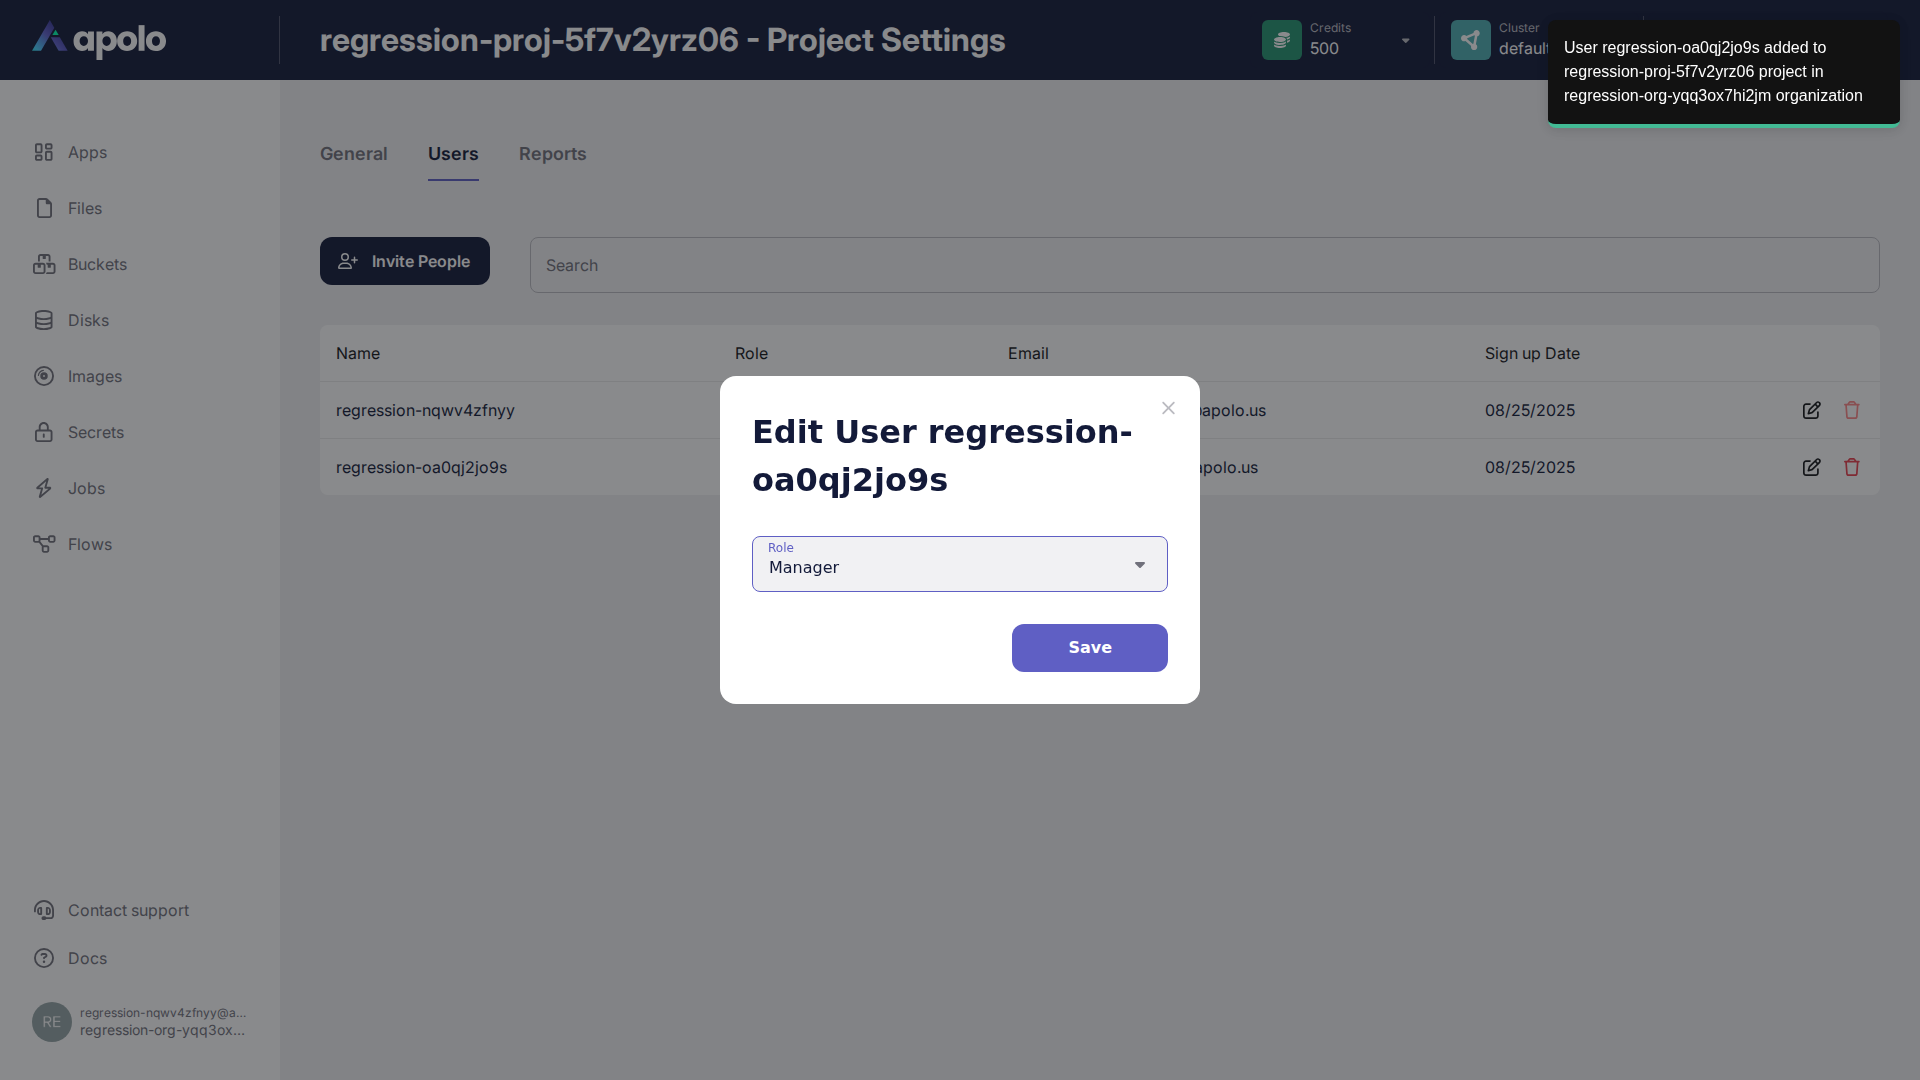 apolo
regression-proj-5f7v2yrz06 - Project Settings
Credits
500
Cluster
default
User regression-oa0qj2jo9s added to
regression-proj-5f7v2yrz06 project in
regression-org-yqq3ox7hi2jm organization
Apps
Files
Buckets
Disks
Images
Secrets
Jobs
Flows
Contact support
Docs
RE
regression-nqwv4zfnyy@a...
regression-org-yqq3ox...
General
Users
Reports
Invite People
Search
Name
Role
Email
Sign up Date
regression-nqwv4zfnyy
apolo.us
08/25/2025
regression-oa0qj2jo9s
apolo.us
08/25/2025
Edit User regression-
oa0qj2jo9s
Role
Manager
Save